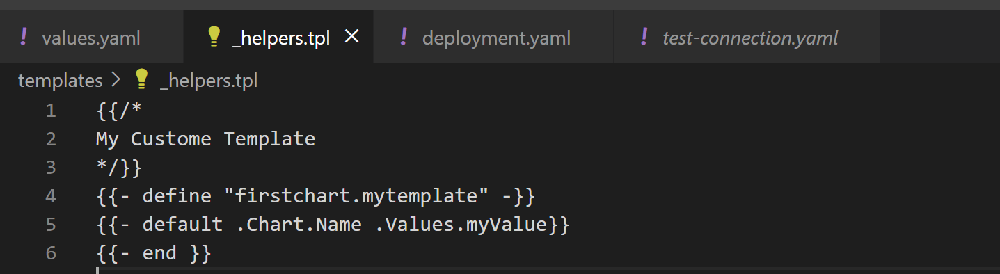 ! values.yaml _helpers.tpl × ! deployment.yaml ! test-connection.yaml
templates > _helpers.tpl
1 {{/*
2 My Custome Template
3 */}}
4 {{- define "firstchart.mytemplate" -}}
5 {{- default .Chart.Name .Values.myValue}}
6 {{- end }}